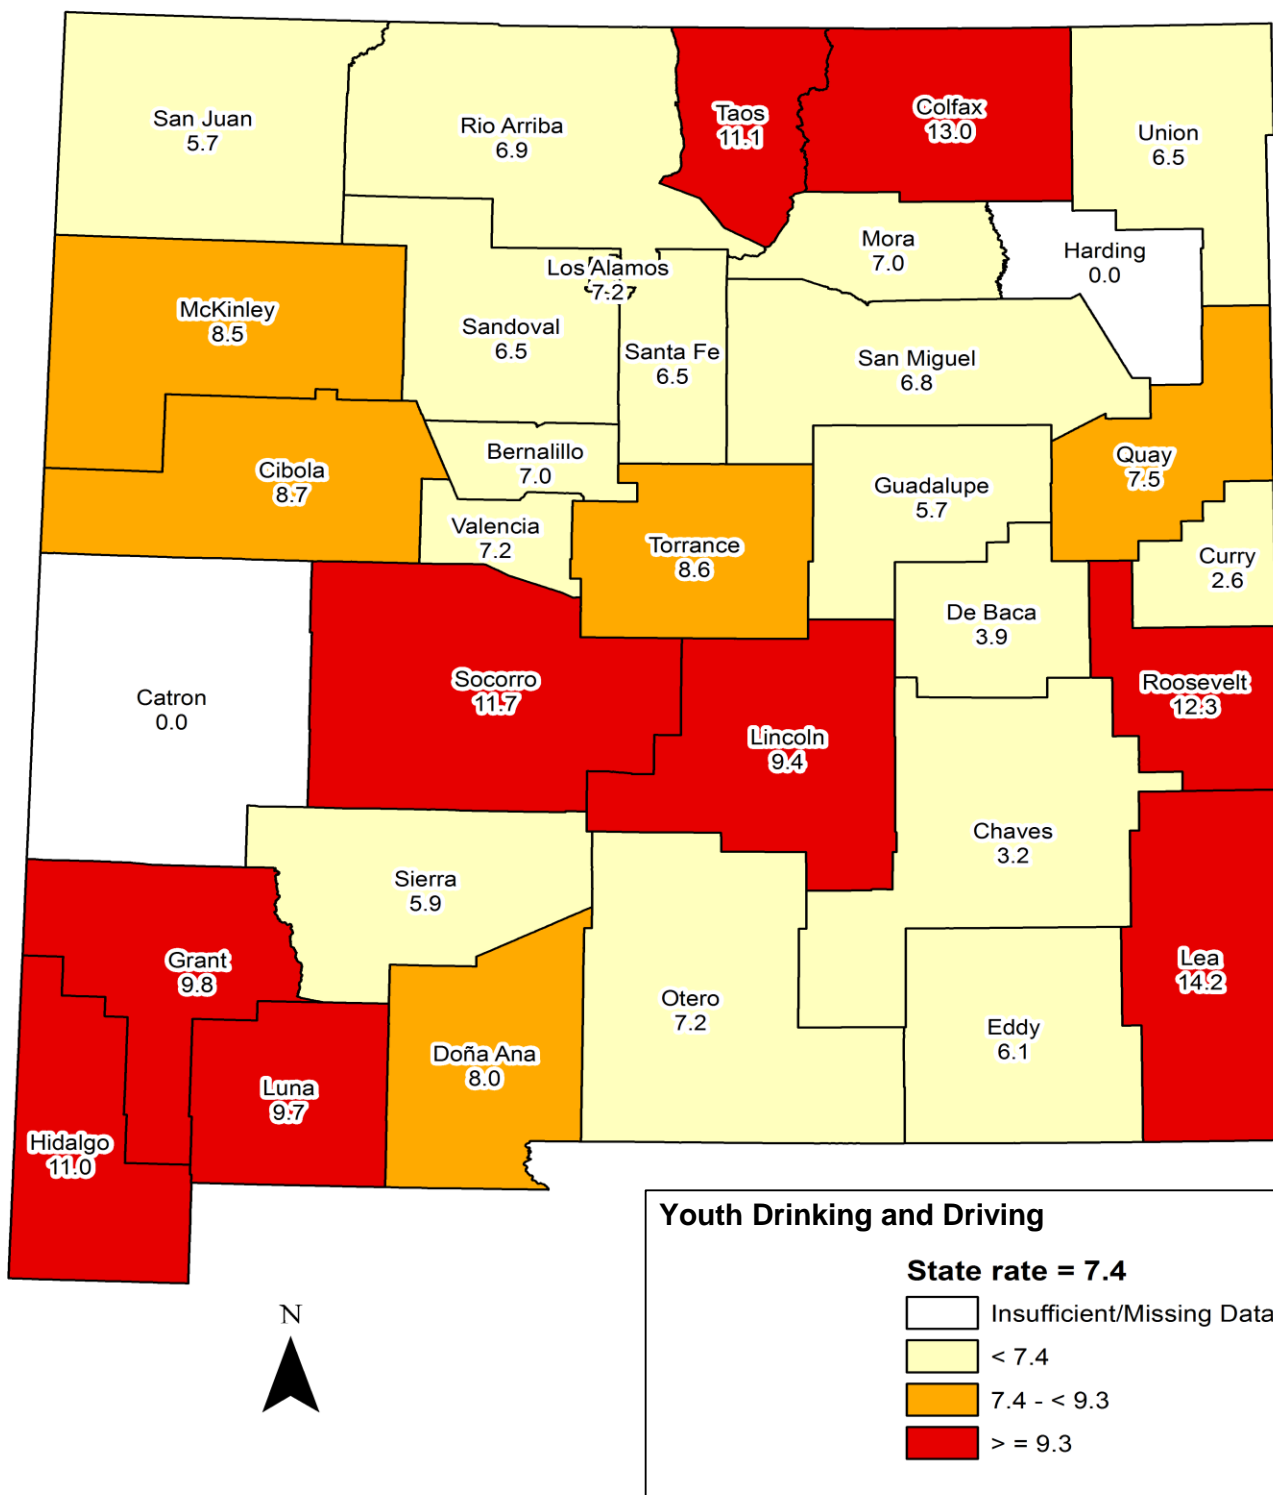 San Juan
5.7
Rio Arriba
6.9
Taos
11.1
Colfax
13.0
Union
6.5
Mora
7.0
Harding
0.0
Los Alamos
7.2
McKinley
8.5
Sandoval
6.5
Santa Fe
6.5
San Miguel
6.8
Bernalillo
7.0
Cibola
8.7
Guadalupe
5.7
Quay
7.5
Valencia
7.2
Torrance
8.6
Curry
2.6
De Baca
3.9
Catron
0.0
Socorro
11.7
Lincoln
9.4
Roosevelt
12.3
Chaves
3.2
Sierra
5.9
Grant
9.8
Lea
14.2
Otero
7.2
Eddy
6.1
Doña Ana
8.0
Luna
9.7
Hidalgo
11.0
Youth Drinking and Driving
State rate = 7.4
Insufficient/Missing Data
< 7.4
7.4 - < 9.3
> = 9.3
N